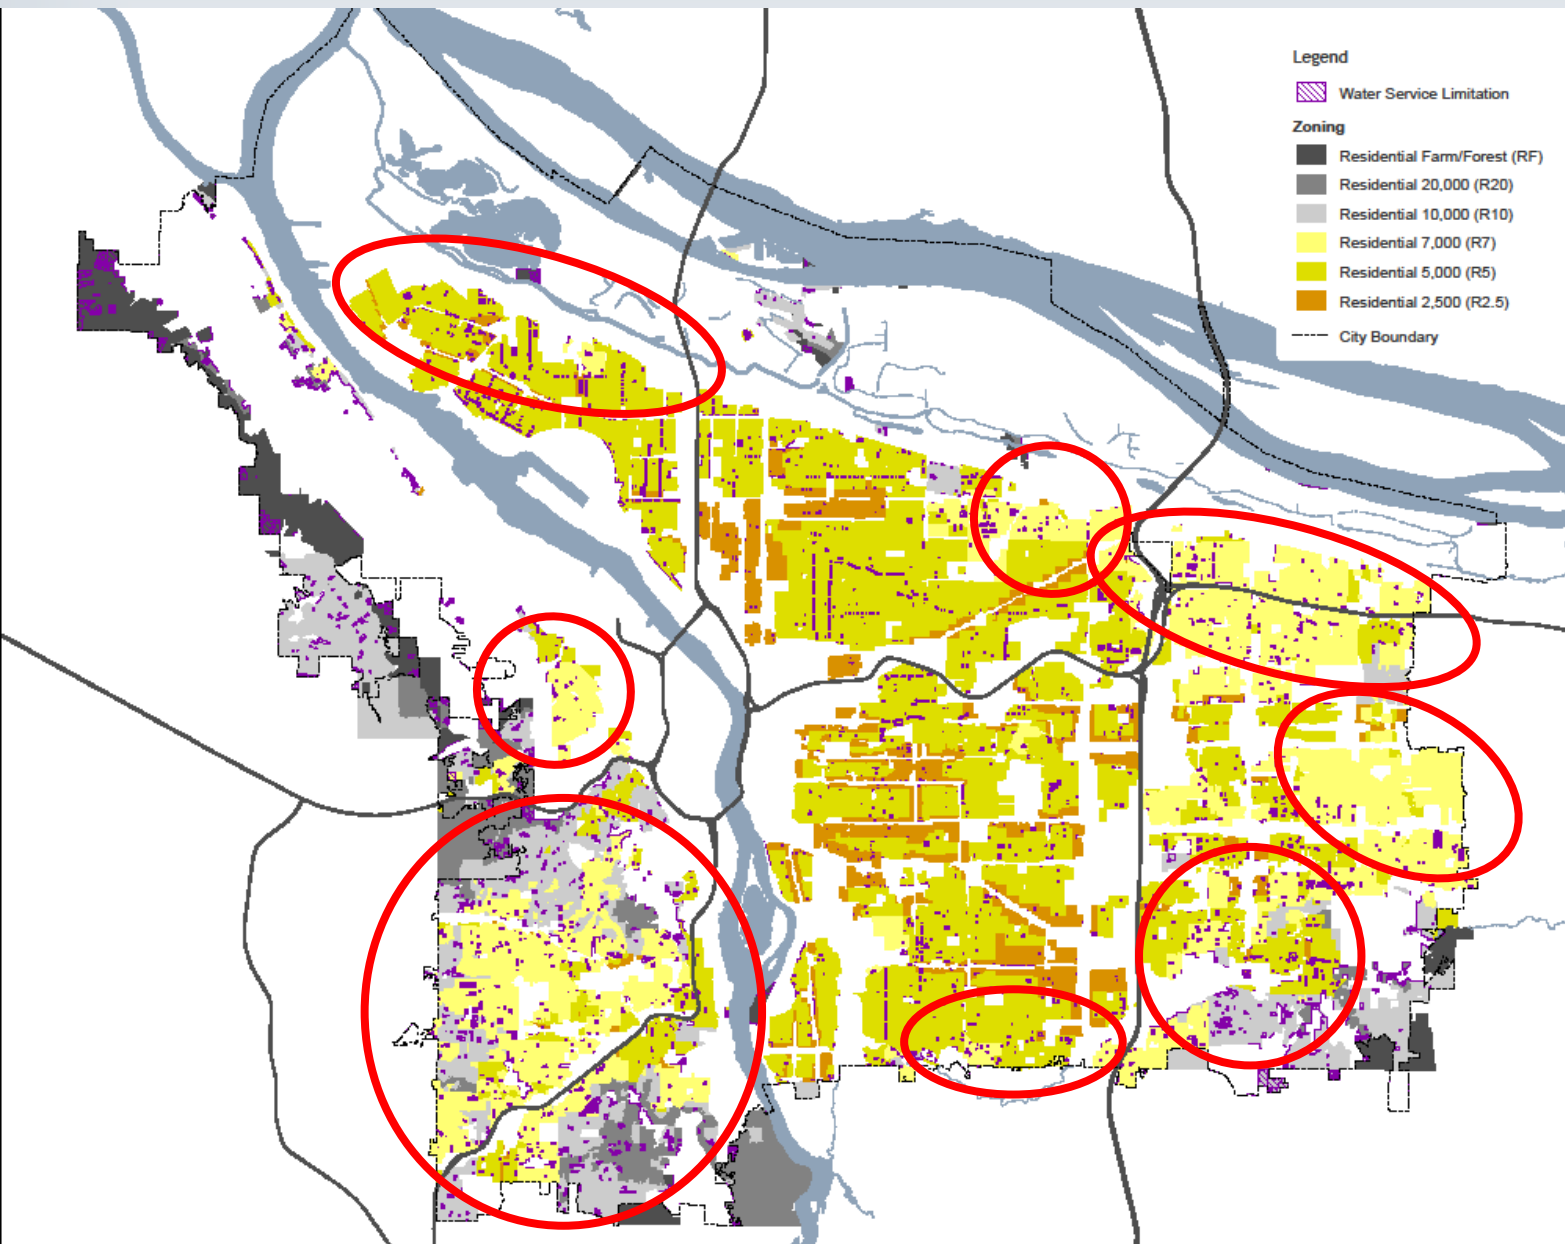 Legend
Water Service Limitation
Zoning
Residential Farm/Forest (RF)
Residential 20,000 (R20)
Residential 10,000 (R10)
Residential 7,000 (R7)
Residential 5,000 (R5)
Residential 2,500 (R2.5)
City Boundary